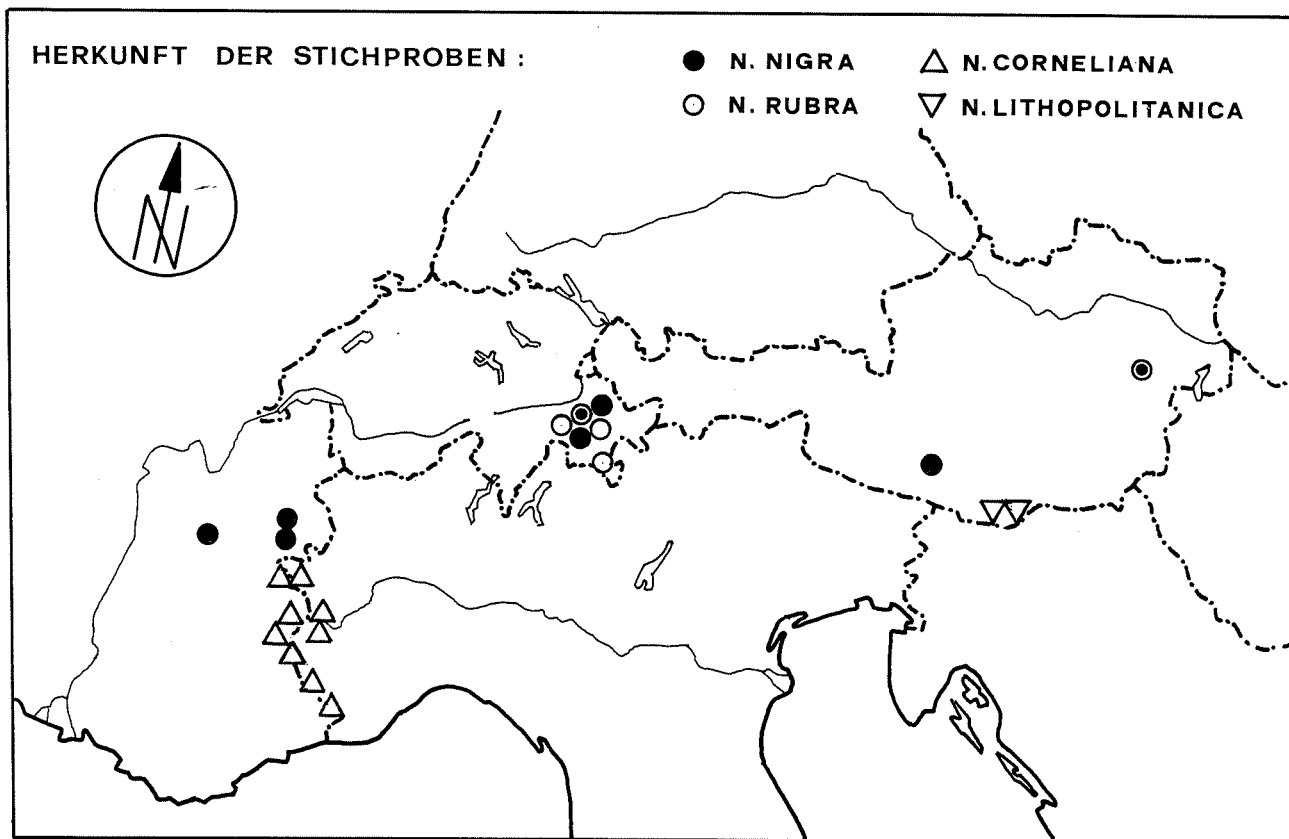 HERKUNFT DER STICHPROBEN:
N. NIGRA
N. CORNELIANA
N. RUBRA
N. LITHOPOLITANICA
N